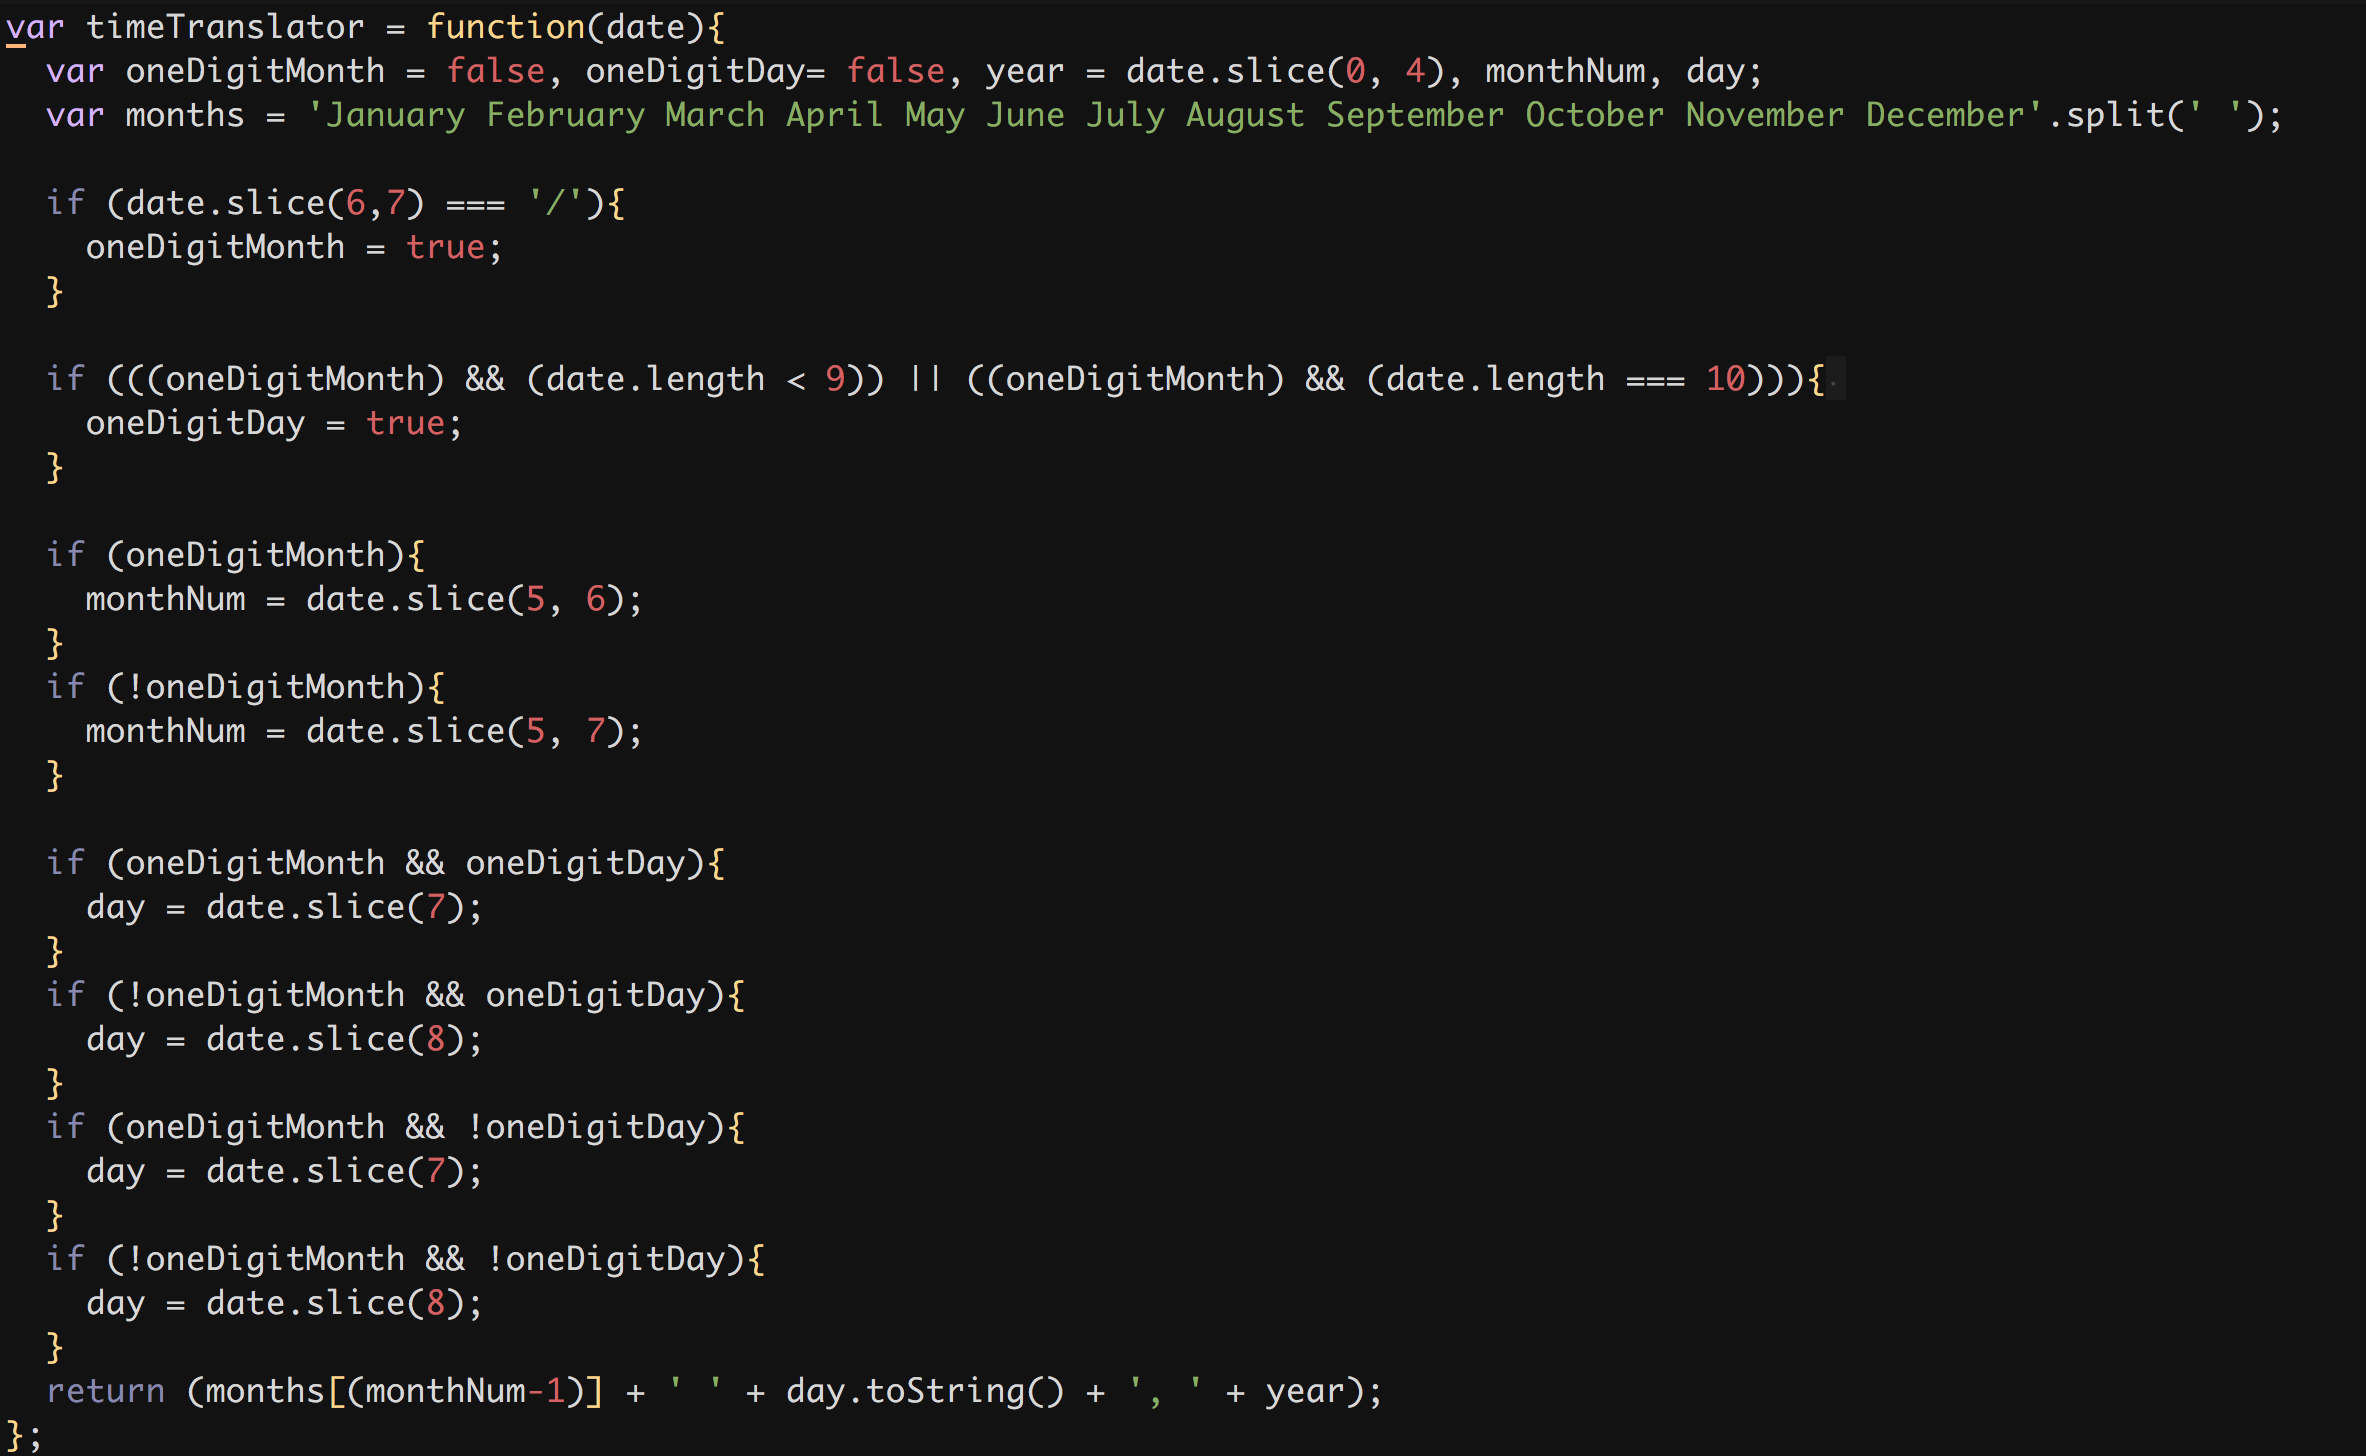 var timeTranslator = function(date){
  var oneDigitMonth = false, oneDigitDay= false, year = date.slice(0, 4), monthNum, day;
  var months = 'January February March April May June July August September October November December'.split(' ');

  if (date.slice(6,7) === '/'){
    oneDigitMonth = true;
  }

  if (((oneDigitMonth) && (date.length < 9)) || ((oneDigitMonth) && (date.length === 10))){
    oneDigitDay = true;
  }

  if (oneDigitMonth){
    monthNum = date.slice(5, 6);
  }
  if (!oneDigitMonth){
    monthNum = date.slice(5, 7);
  }

  if (oneDigitMonth && oneDigitDay){
    day = date.slice(7);
  }
  if (!oneDigitMonth && oneDigitDay){
    day = date.slice(8);
  }
  if (oneDigitMonth && !oneDigitDay){
    day = date.slice(7);
  }
  if (!oneDigitMonth && !oneDigitDay){
    day = date.slice(8);
  }
  return (months[(monthNum-1)] + ' ' + day.toString() + ', ' + year);
};